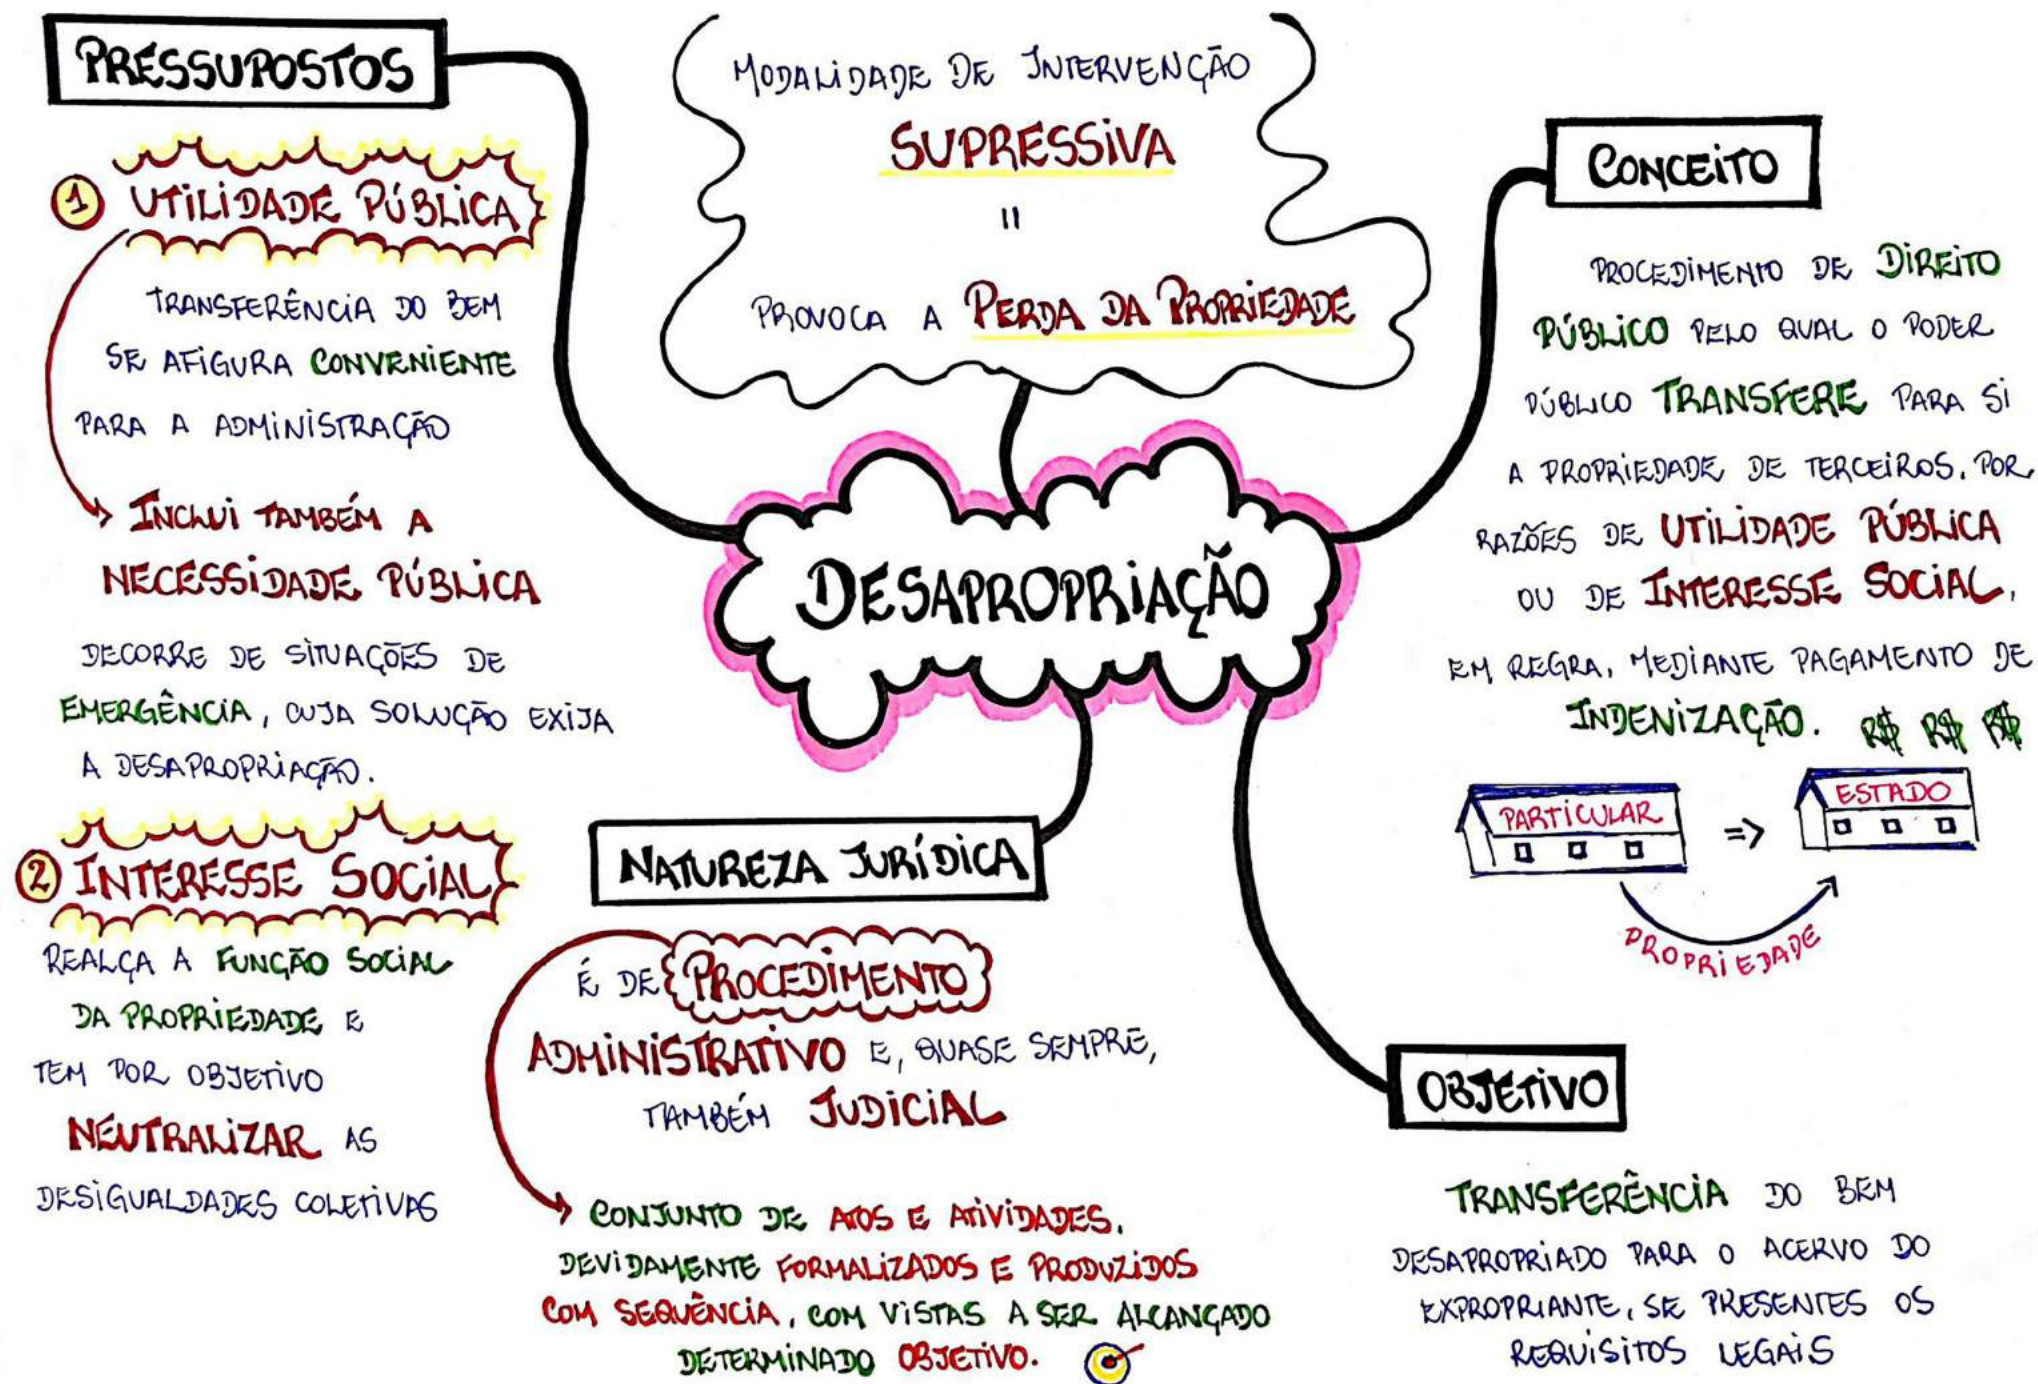 PRESSUPOSTOS
1 UTILIDADE PÚBLICA
TRANSFERÊNCIA DO BEM
SE AFIGURA CONVENIENTE
PARA A ADMINISTRAÇÃO
INCLUI TAMBÉM A
NECESSIDADE PÚBLICA
DECORRE DE SITUAÇÕES DE
EMERGÊNCIA, CUJA SOLUÇÃO EXIJA
A DESAPROPRIAÇÃO.
2 INTERESSE SOCIAL
REALÇA A FUNÇÃO SOCIAL
DA PROPRIEDADE E
TEM POR OBJETIVO
NEUTRALIZAR AS
DESIGUALDADES COLETIVAS
MODALIDADE DE INTERVENÇÃO
SUPRESSIVA
=
PROVOCA A PERDA DA PROPRIEDADE
DESAPROPRIAÇÃO
CONCEITO
PROCEDIMENTO DE DIREITO
PÚBLICO PELO QUAL O PODER
PÚBLICO TRANSFERE PARA SI
A PROPRIEDADE DE TERCEIROS, POR
RAZÕES DE UTILIDADE PÚBLICA
OU DE INTERESSE SOCIAL,
EM REGRA, MEDIANTE PAGAMENTO DE
INDENIZAÇÃO. R$ R$ R$
PARTICULAR => ESTADO
PROPRIEDADE
NATUREZA JURÍDICA
É DE PROCEDIMENTO
ADMINISTRATIVO E, QUASE SEMPRE,
TAMBÉM JUDICIAL
CONJUNTO DE ATOS E ATIVIDADES,
DEVIDAMENTE FORMALIZADOS E PRODUZIDOS
COM SEQUÊNCIA, COM VISTAS A SER ALCANÇADO
DETERMINADO OBJETIVO.
OBJETIVO
TRANSFERÊNCIA DO BEM
DESAPROPRIADO PARA O ACERVO DO
EXPROPRIANTE, SE PRESENTES OS
REQUISITOS LEGAIS